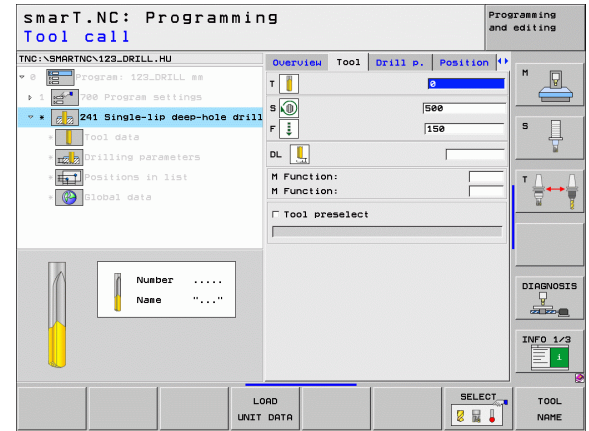 smarT.NC: Programming
Tool call
Programming
and editing
TNC:\SMARTNC\123_DRILL.HU
0 Program: 123_DRILL mm
1 700 Program settings
* 241 Single-lip deep-hole drill
* Tool data
* Drilling parameters
* Positions in list
* Global data
Overview Tool Drill p. Position
T 0
S 500
F 150
DL
M Function:
M Function:
Tool preselect
Number .....
Name "..."
M
S
T
DIAGNOSIS
INFO 1/3
i
LOAD
UNIT DATA
SELECT
TOOL
NAME